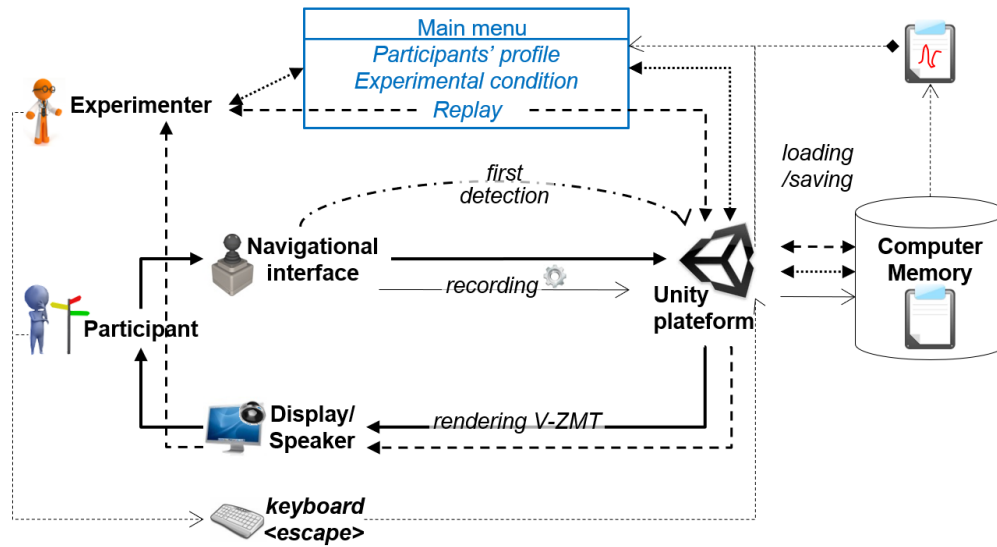 Main menu
Participants’ profile
Experimental condition
Replay
Experimenter
first
detection
loading
/saving
Navigational
interface
recording
Unity
plateform
Computer
Memory
Participant
Display/
Speaker
rendering V-ZMT
keyboard
<escape>